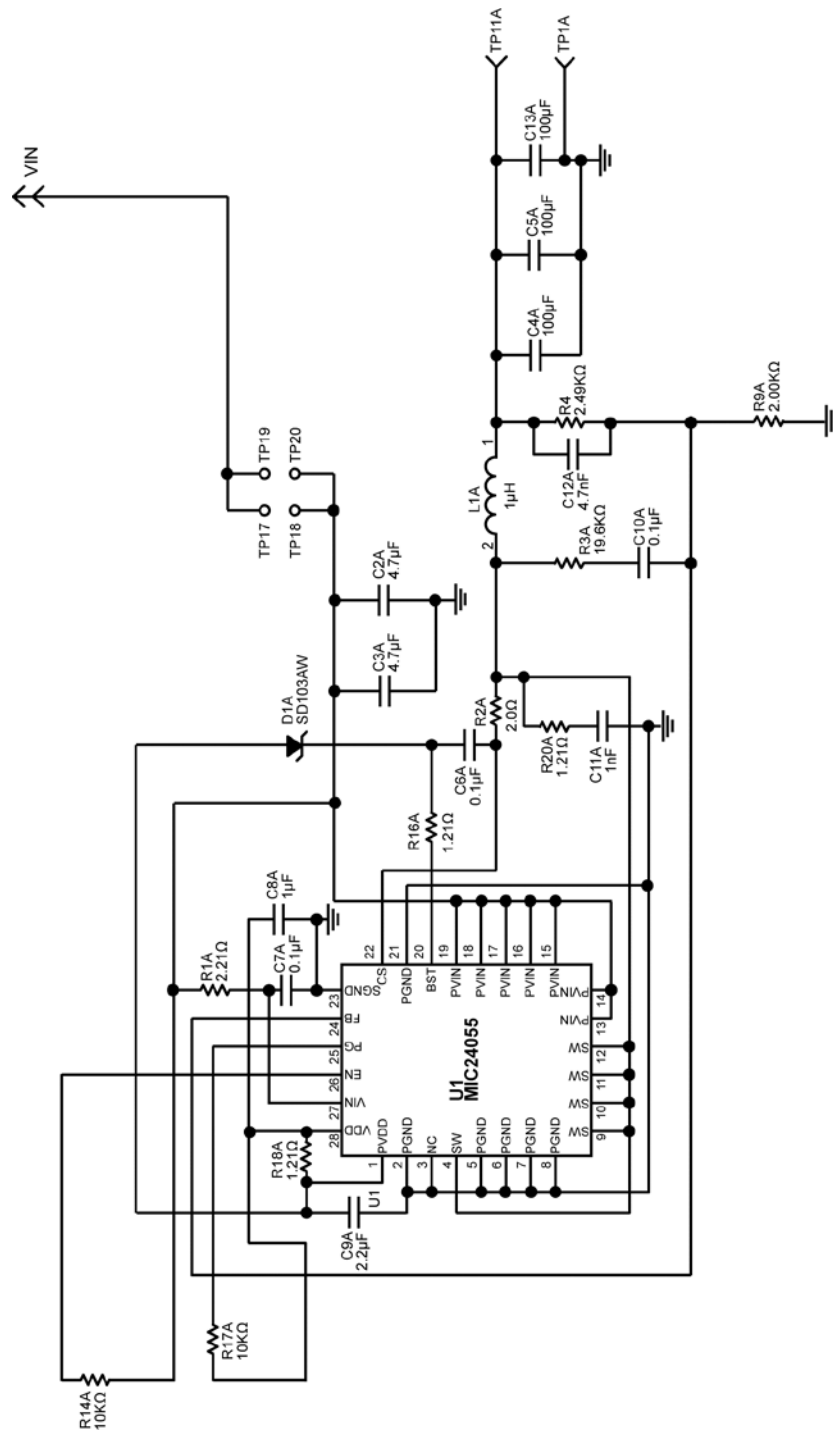 VIN
TP11A
TP1A
C13A
100µF
C5A
100µF
C4A
100µF
TP19
TP20
TP17
TP18
R4
2.49KΩ
C12A
4.7nF
R9A
2.00KΩ
1
L1A
1µH
2
R3A
19.6KΩ
C10A
0.1µF
C2A
4.7µF
C3A
4.7µF
D1A
SD103AW
R2A
2.0Ω
C6A
0.1µF
R20A
1.21Ω
C11A
1nF
R16A
1.21Ω
C8A
1µF
R1A
2.21Ω
C7A
0.1µF
22
21
20
19
18
17
16
15
CS
PGND
BST
PVIN
PVIN
PVIN
PVIN
PVIN
23
24
25
26
27
28
SGND
FB
PG
EN
VIN
VDD
U1
MIC24055
PVIN
PVIN
SW
SW
SW
SW
14
13
12
11
10
9
PVDD
PGND
NC
SW
PGND
PGND
PGND
PGND
1
2
3
4
5
6
7
8
R18A
1.21Ω
U1
C9A
2.2µF
R17A
10KΩ
R14A
10KΩ